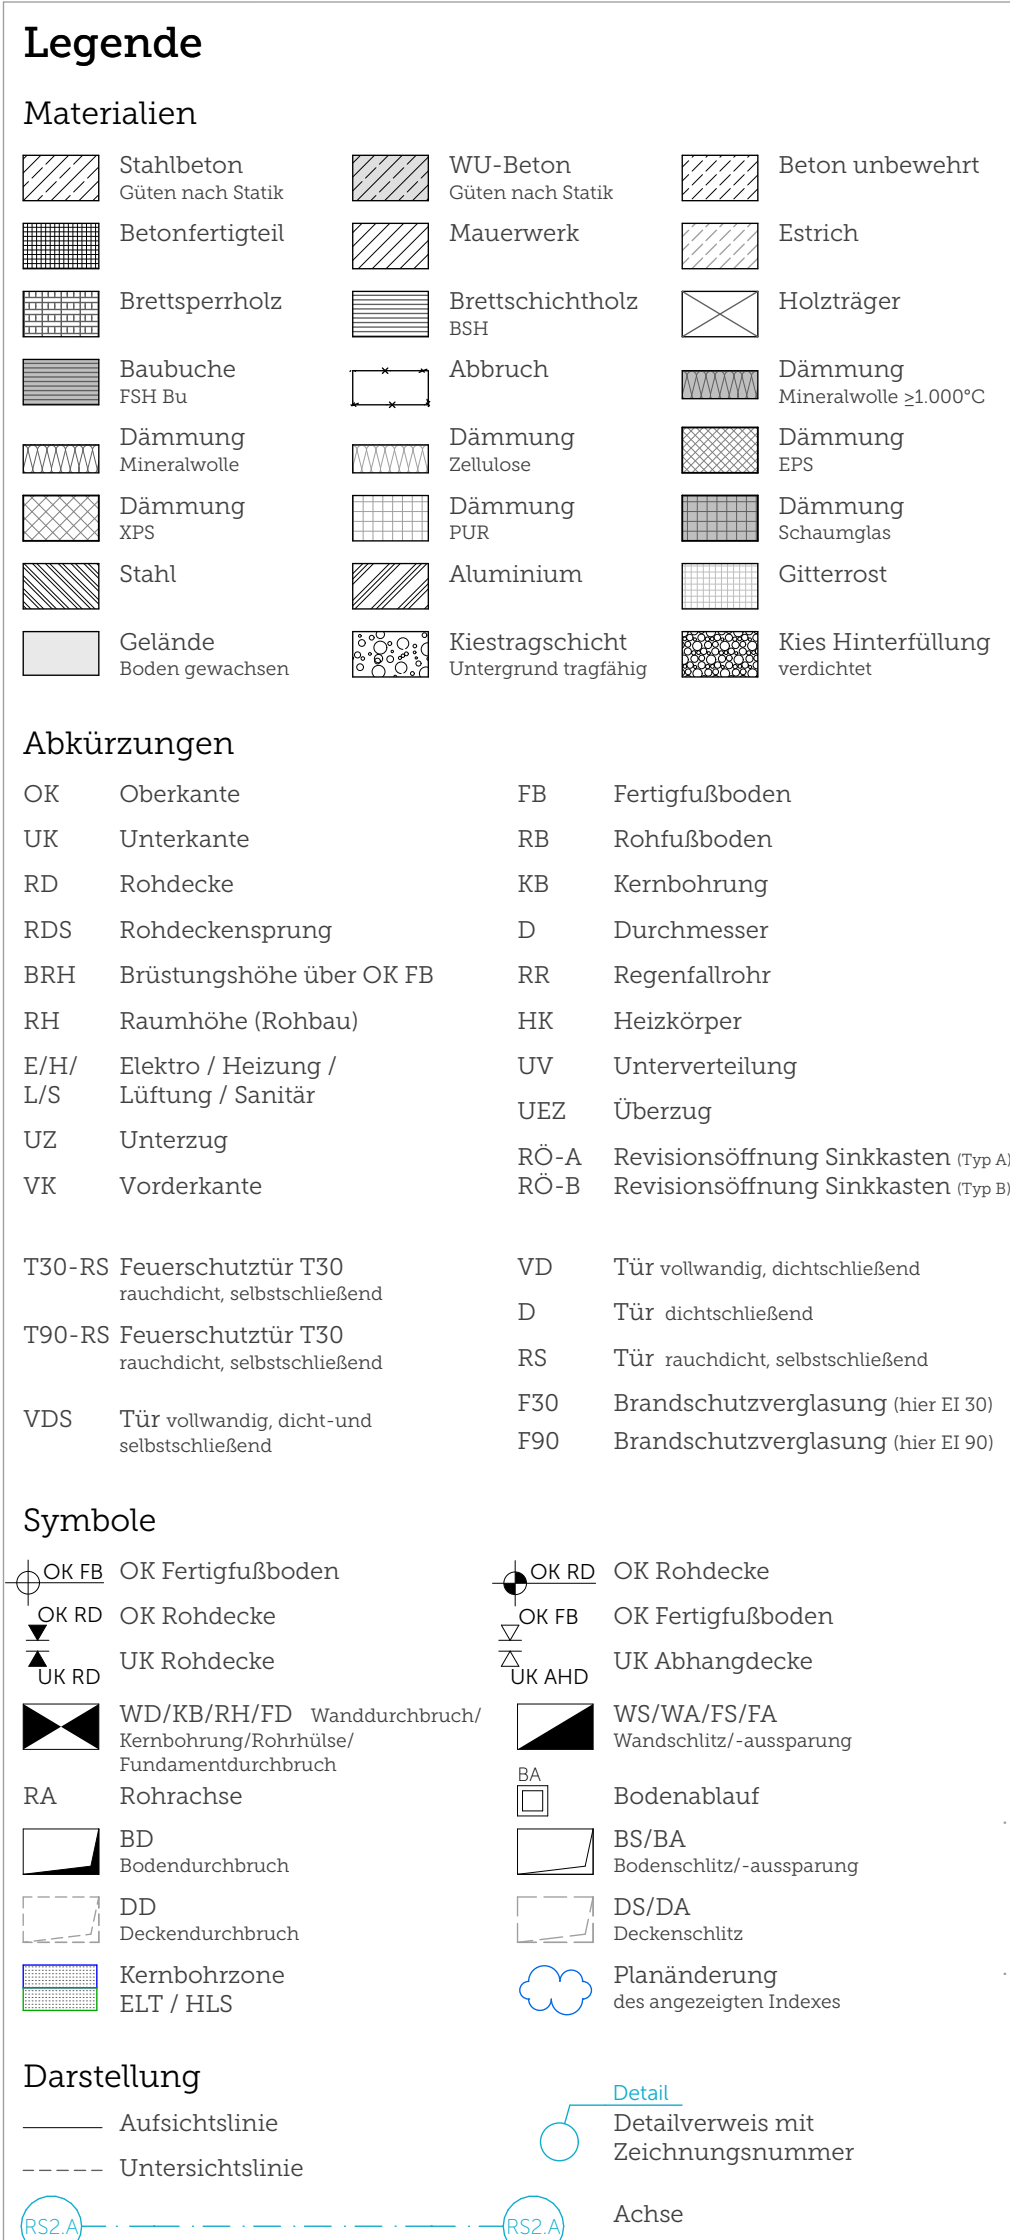 Legende
Materialien
Stahlbeton
Güten nach Statik
WU-Beton
Güten nach Statik
Beton unbewehrt
Betonfertigteil
Mauerwerk
Estrich
Brettsperrholz
Brettschichtholz
BSH
Holzträger
Baubuche
FSH Bu
Abbruch
Dämmung
Mineralwolle ≥1.000°C
Dämmung
Mineralwolle
Dämmung
Zellulose
Dämmung
EPS
Dämmung
XPS
Dämmung
PUR
Dämmung
Schaumglas
Stahl
Aluminium
Gitterrost
Gelände
Boden gewachsen
Kiestragschicht
Untergrund tragfähig
Kies Hinterfüllung
verdichtet
Abkürzungen
OK Oberkante
UK Unterkante
RD Rohdecke
RDS Rohdeckensprung
BRH Brüstungshöhe über OK FB
RH Raumhöhe (Rohbau)
E/H/ Elektro / Heizung /
L/S Lüftung / Sanitär
UZ Unterzug
VK Vorderkante
FB Fertigfußboden
RB Rohfußboden
KB Kernbohrung
D Durchmesser
RR Regenfallrohr
HK Heizkörper
UV Unterverteilung
UEZ Überzug
RÖ-A Revisionsöffnung Sinkkasten (Typ A)
RÖ-B Revisionsöffnung Sinkkasten (Typ B)
T30-RS Feuerschutztür T30
rauchdicht, selbstschließend
T90-RS Feuerschutztür T30
rauchdicht, selbstschließend
VDS Tür vollwandig, dicht-und
selbstschließend
VD Tür vollwandig, dichtschließend
D Tür dichtschließend
RS Tür rauchdicht, selbstschließend
F30 Brandschutzverglasung (hier EI 30)
F90 Brandschutzverglasung (hier EI 90)
Symbole
OK FB OK Fertigfußboden
OK RD OK Rohdecke
OK RD OK Rohdecke
OK FB OK Fertigfußboden
UK RD UK Rohdecke
UK AHD UK Abhangdecke
WD/KB/RH/FD Wanddurchbruch/
Kernbohrung/Rohrhülse/
Fundamentdurchbruch
WS/WA/FS/FA
Wandschlitz/-aussparung
RA Rohrachse
BA
Bodenablauf
BD
Bodendurchbruch
BS/BA
Bodenschlitz/-aussparung
DD
Deckendurchbruch
DS/DA
Deckenschlitz
Kernbohrzone
ELT / HLS
Planänderung
des angezeigten Indexes
Darstellung
Aufsichtslinie
Detail
Detailverweis mit
Zeichnungsnummer
Untersichtslinie
RS2.A RS2.A Achse